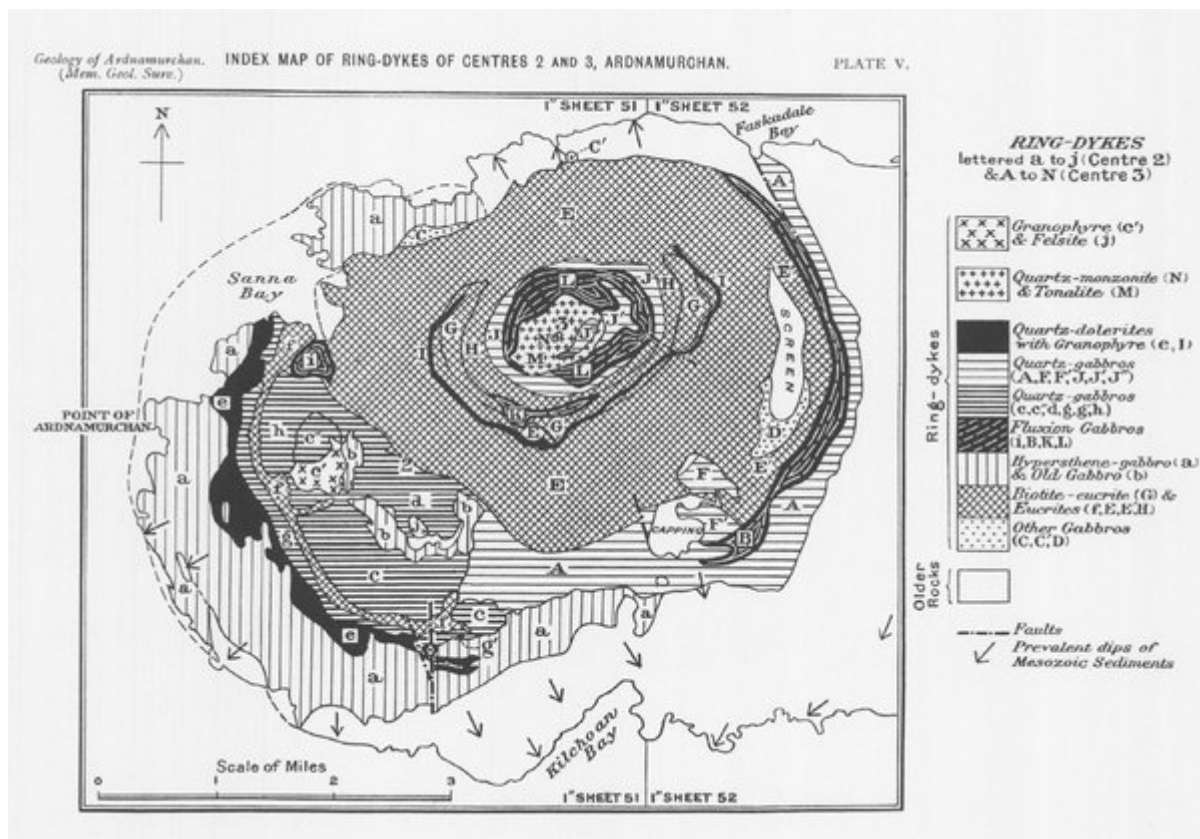 Geology of Ardnamurchan.
(Mem. Geol. Surv.)
INDEX MAP OF RING-DYKES OF CENTRES 2 AND 3, ARDNAMURCHAN.
PLATE V.
1" SHEET 51 1" SHEET 52
N
Faskadale
Bay
C'
A
E
a
C
Sanna
Bay
L
J
H
I
G
E
SCREEN
a
f
i
G
I
H
J
3
N
J'
M
L
e
POINT OF
ARDNAMURCHAN
h
c'
b
c'
2
K
G
F
D
E'
E
F
a
f
d
b
b
j
g
A
CAPPING
F'
B
c
A
a
c
a
a
e
g'
a
Kilchoan
Bay
Scale of Miles
0 1 2 3
1" SHEET 51 1" SHEET 52
RING-DYKES
lettered a to j (Centre 2)
& A to N (Centre 3)
Ring-dykes
Granophyre (c')
& Felsite (j)
Quartz-monzonite (N)
& Tonalite (M)
Quartz-dolerites
with Granophyre (e, I)
Quartz-gabbros
(A, F, F', J, J', J")
Quartz-gabbros
(c, c', d, g, g', h)
Fluxion Gabbros
(i, B, K, L)
Hypersthene-gabbro (a)
& Old Gabbro (b)
Biotite-eucrite (G) &
Eucrites (f, E, E', H)
Other Gabbros
(C, C', D)
Older
Rocks
Faults
Prevalent dips of
Mesozoic Sediments